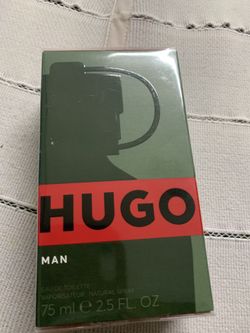 HUGO
MAN
EAU DE TOILETTE
VAPORISATEUR NATURAL SPRAY
75 ml ℮ 2.5 FL. OZ